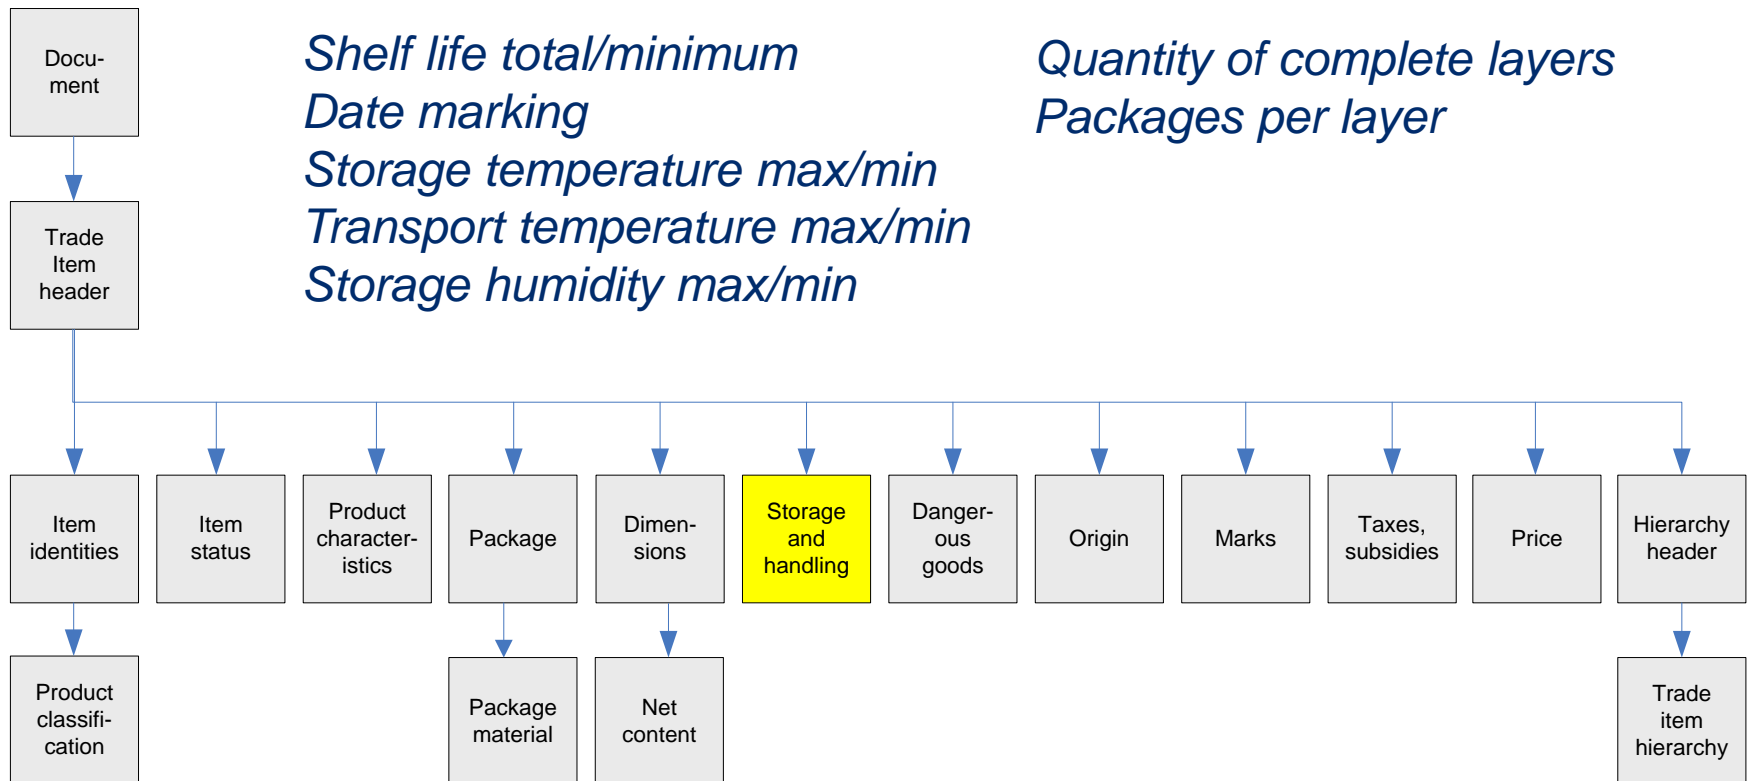 Docu-
ment
Shelf life total/minimum
Date marking
Storage temperature max/min
Transport temperature max/min
Storage humidity max/min
Quantity of complete layers
Packages per layer
Trade
Item
header
Item
identities
Item
status
Product
character-
istics
Package
Dimen-
sions
Storage
and
handling
Danger-
ous
goods
Origin
Marks
Taxes,
subsidies
Price
Hierarchy
header
Product
classifi-
cation
Package
material
Net
content
Trade
item
hierarchy